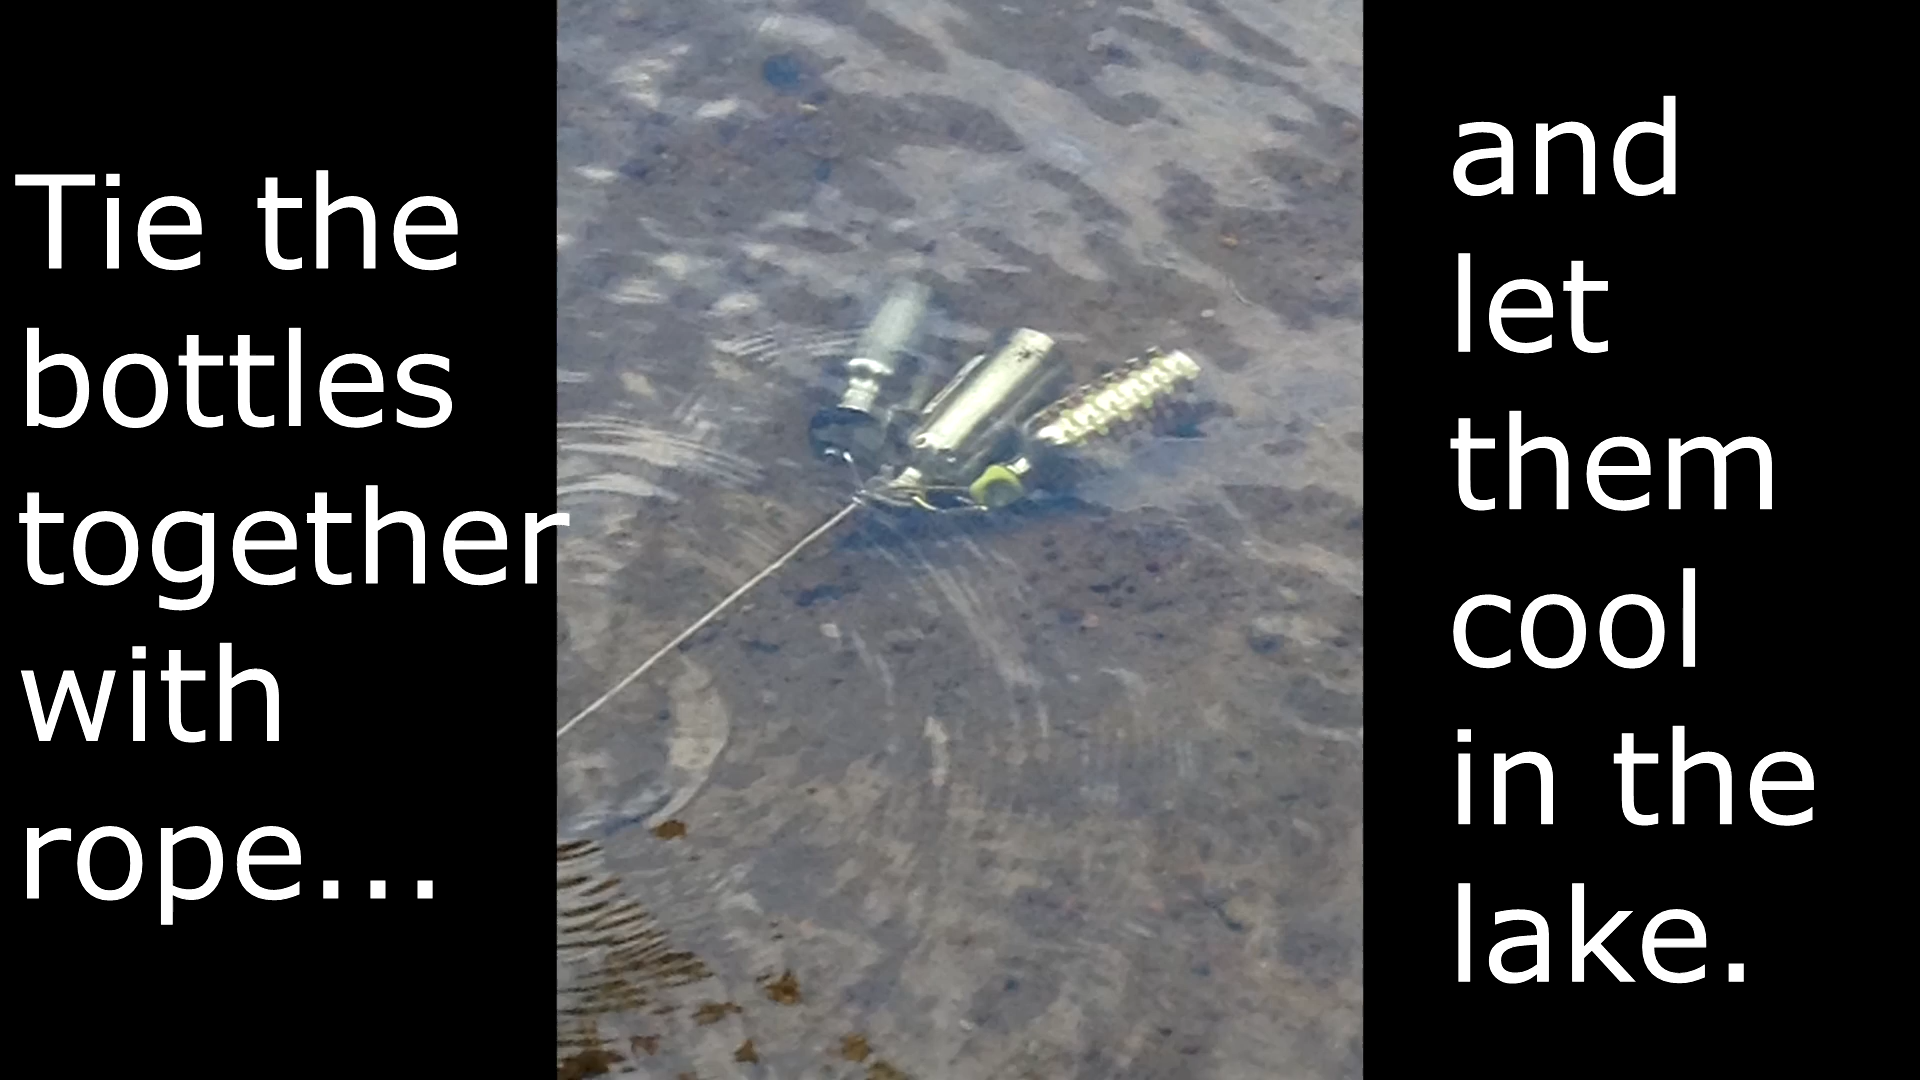 Tie the
bottles
together
with
rope...
and
let
them
cool
in the
lake.